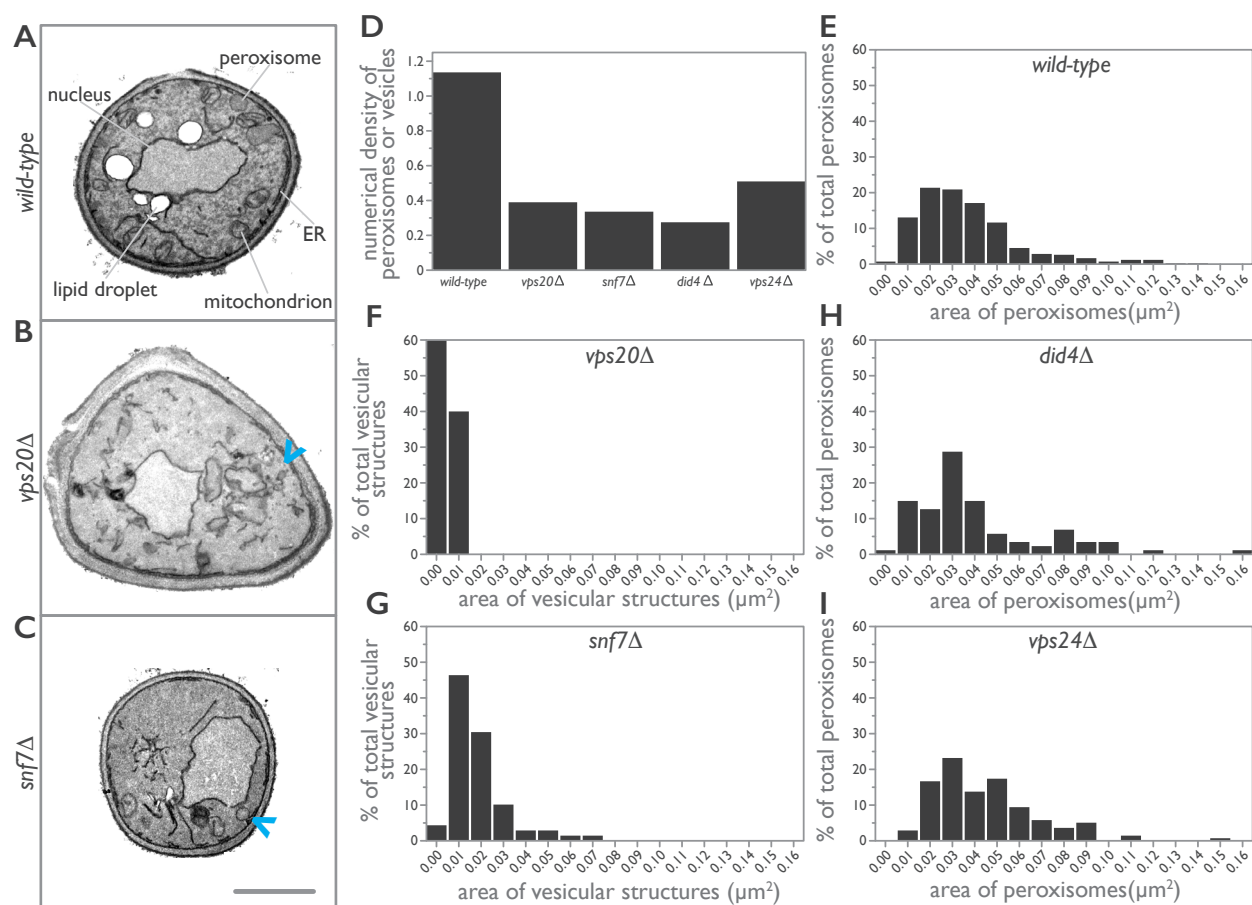 A
wild-type
peroxisome
nucleus
ER
lipid droplet
mitochondrion
B
vps20Δ
C
snf7Δ
D
numerical density of
peroxisomes or vesicles
1.2
1.0
0.8
0.6
0.4
0.2
0
wild-type vps20Δ snf7Δ did4 Δ vps24Δ
E
wild-type
% of total peroxisomes
60
50
40
30
20
10
0
0.00 0.01 0.02 0.03 0.04 0.05 0.06 0.07 0.08 0.09 0.10 0.11 0.12 0.13 0.14 0.15 0.16
area of peroxisomes(µm²)
F
vps20Δ
% of total vesicular
structures
60
50
40
30
20
10
0
0.00 0.01 0.02 0.03 0.04 0.05 0.06 0.07 0.08 0.09 0.10 0.11 0.12 0.13 0.14 0.15 0.16
area of vesicular structures (µm²)
G
snf7Δ
% of total vesicular
structures
60
50
40
30
20
10
0
0.00 0.01 0.02 0.03 0.04 0.05 0.06 0.07 0.08 0.09 0.10 0.11 0.12 0.13 0.14 0.15 0.16
area of vesicular structures (µm²)
H
did4Δ
% of total peroxisomes
60
50
40
30
20
10
0
0.00 0.01 0.02 0.03 0.04 0.05 0.06 0.07 0.08 0.09 0.10 0.11 0.12 0.13 0.14 0.15 0.16
area of peroxisomes(µm²)
I
vps24Δ
% of total peroxisomes
60
50
40
30
20
10
0
0.00 0.01 0.02 0.03 0.04 0.05 0.06 0.07 0.08 0.09 0.10 0.11 0.12 0.13 0.14 0.15 0.16
area of peroxisomes(µm²)